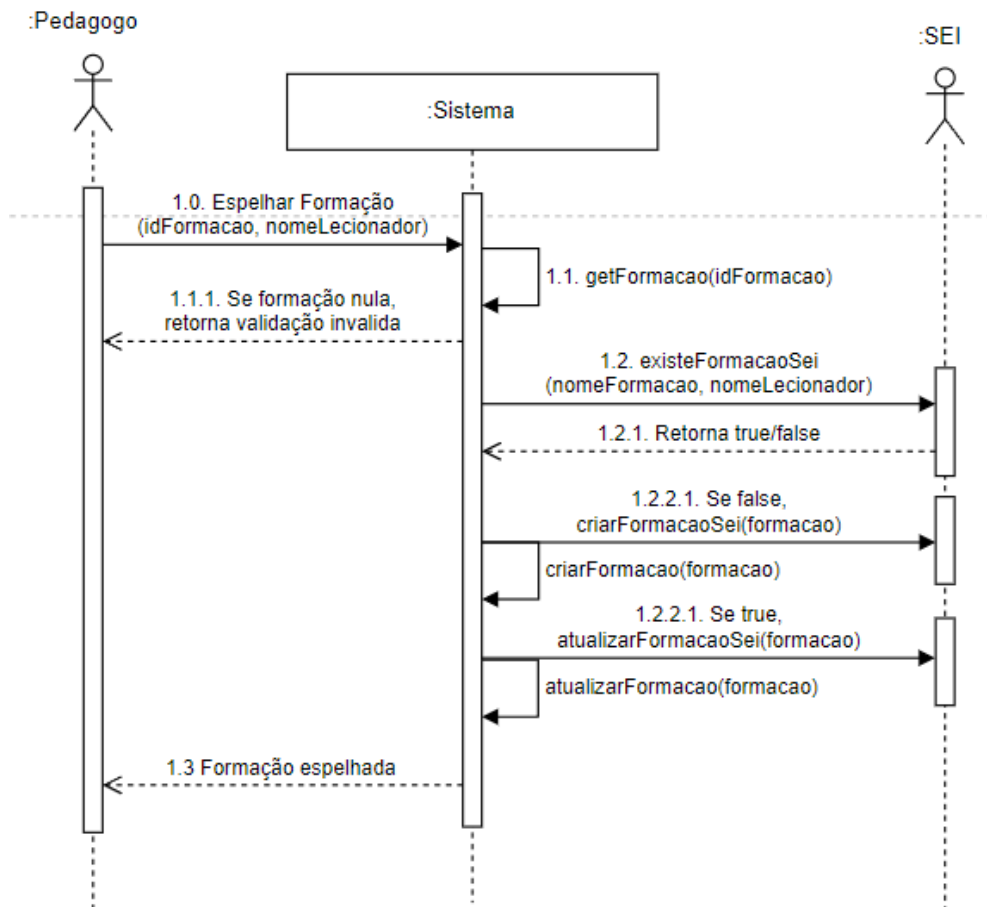 :Pedagogo
:SEI
:Sistema
1.0. Espelhar Formação
(idFormacao, nomeLecionador)
1.1. getFormacao(idFormacao)
1.1.1. Se formação nula,
retorna validação invalida
1.2. existeFormacaoSei
(nomeFormacao, nomeLecionador)
1.2.1. Retorna true/false
1.2.2.1. Se false,
criarFormacaoSei(formacao)
criarFormacao(formacao)
1.2.2.1. Se true,
atualizarFormacaoSei(formacao)
atualizarFormacao(formacao)
1.3 Formação espelhada